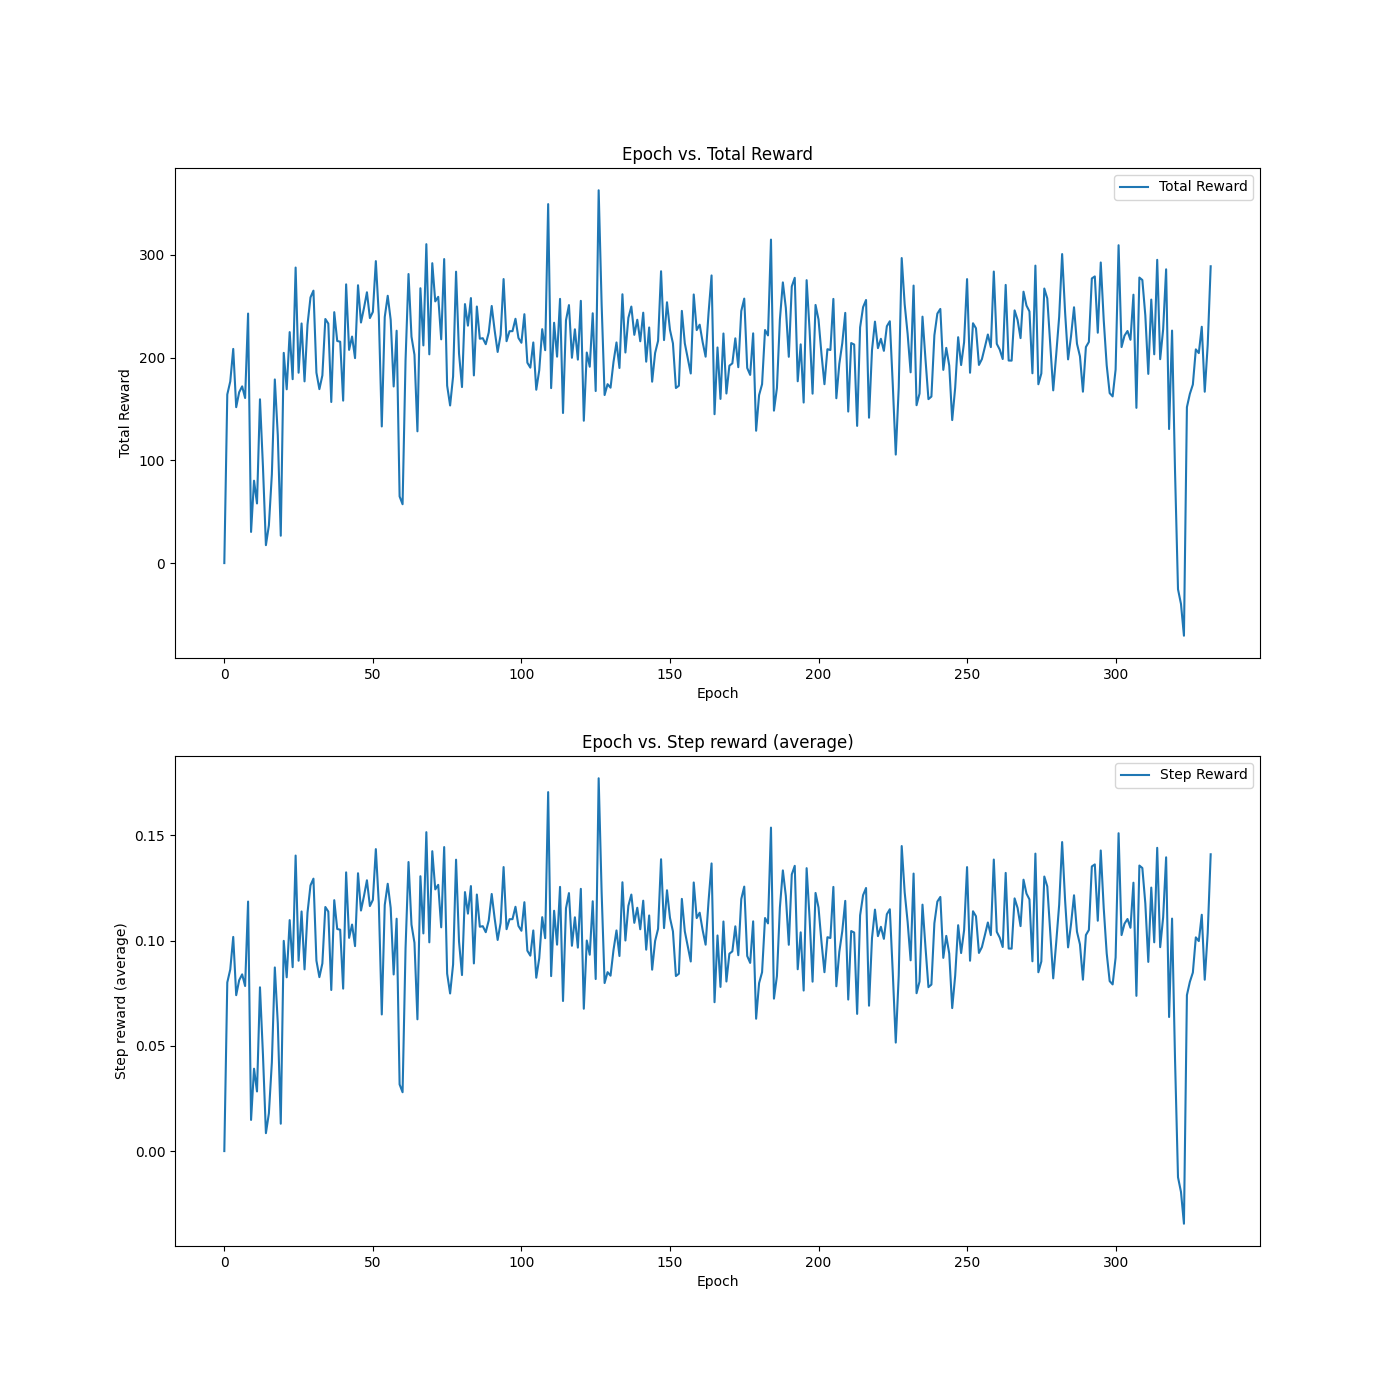 Epoch vs. Total Reward
Total Reward
300
200
100
0
Total Reward
0 50 100 150 200 250 300
Epoch
Epoch vs. Step reward (average)
Step Reward
0.15
0.10
0.05
0.00
Step reward (average)
0 50 100 150 200 250 300
Epoch